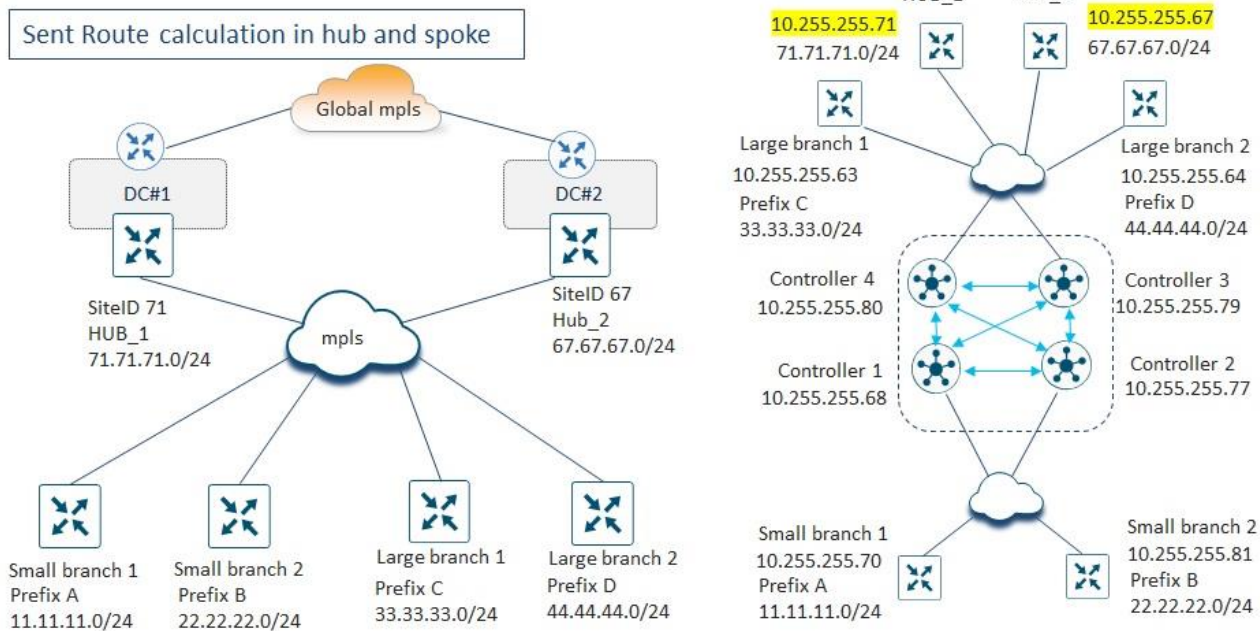 Sent Route calculation in hub and spoke
Global mpls
DC#1
DC#2
SiteID 71
HUB_1
71.71.71.0/24
SiteID 67
Hub_2
67.67.67.0/24
mpls
Small branch 1
Prefix A
11.11.11.0/24
Small branch 2
Prefix B
22.22.22.0/24
Large branch 1
Prefix C
33.33.33.0/24
Large branch 2
Prefix D
44.44.44.0/24
10.255.255.71
71.71.71.0/24
10.255.255.67
67.67.67.0/24
Large branch 1
10.255.255.63
Prefix C
33.33.33.0/24
Large branch 2
10.255.255.64
Prefix D
44.44.44.0/24
Controller 4
10.255.255.80
Controller 3
10.255.255.79
Controller 1
10.255.255.68
Controller 2
10.255.255.77
Small branch 1
10.255.255.70
Prefix A
11.11.11.0/24
Small branch 2
10.255.255.81
Prefix B
22.22.22.0/24